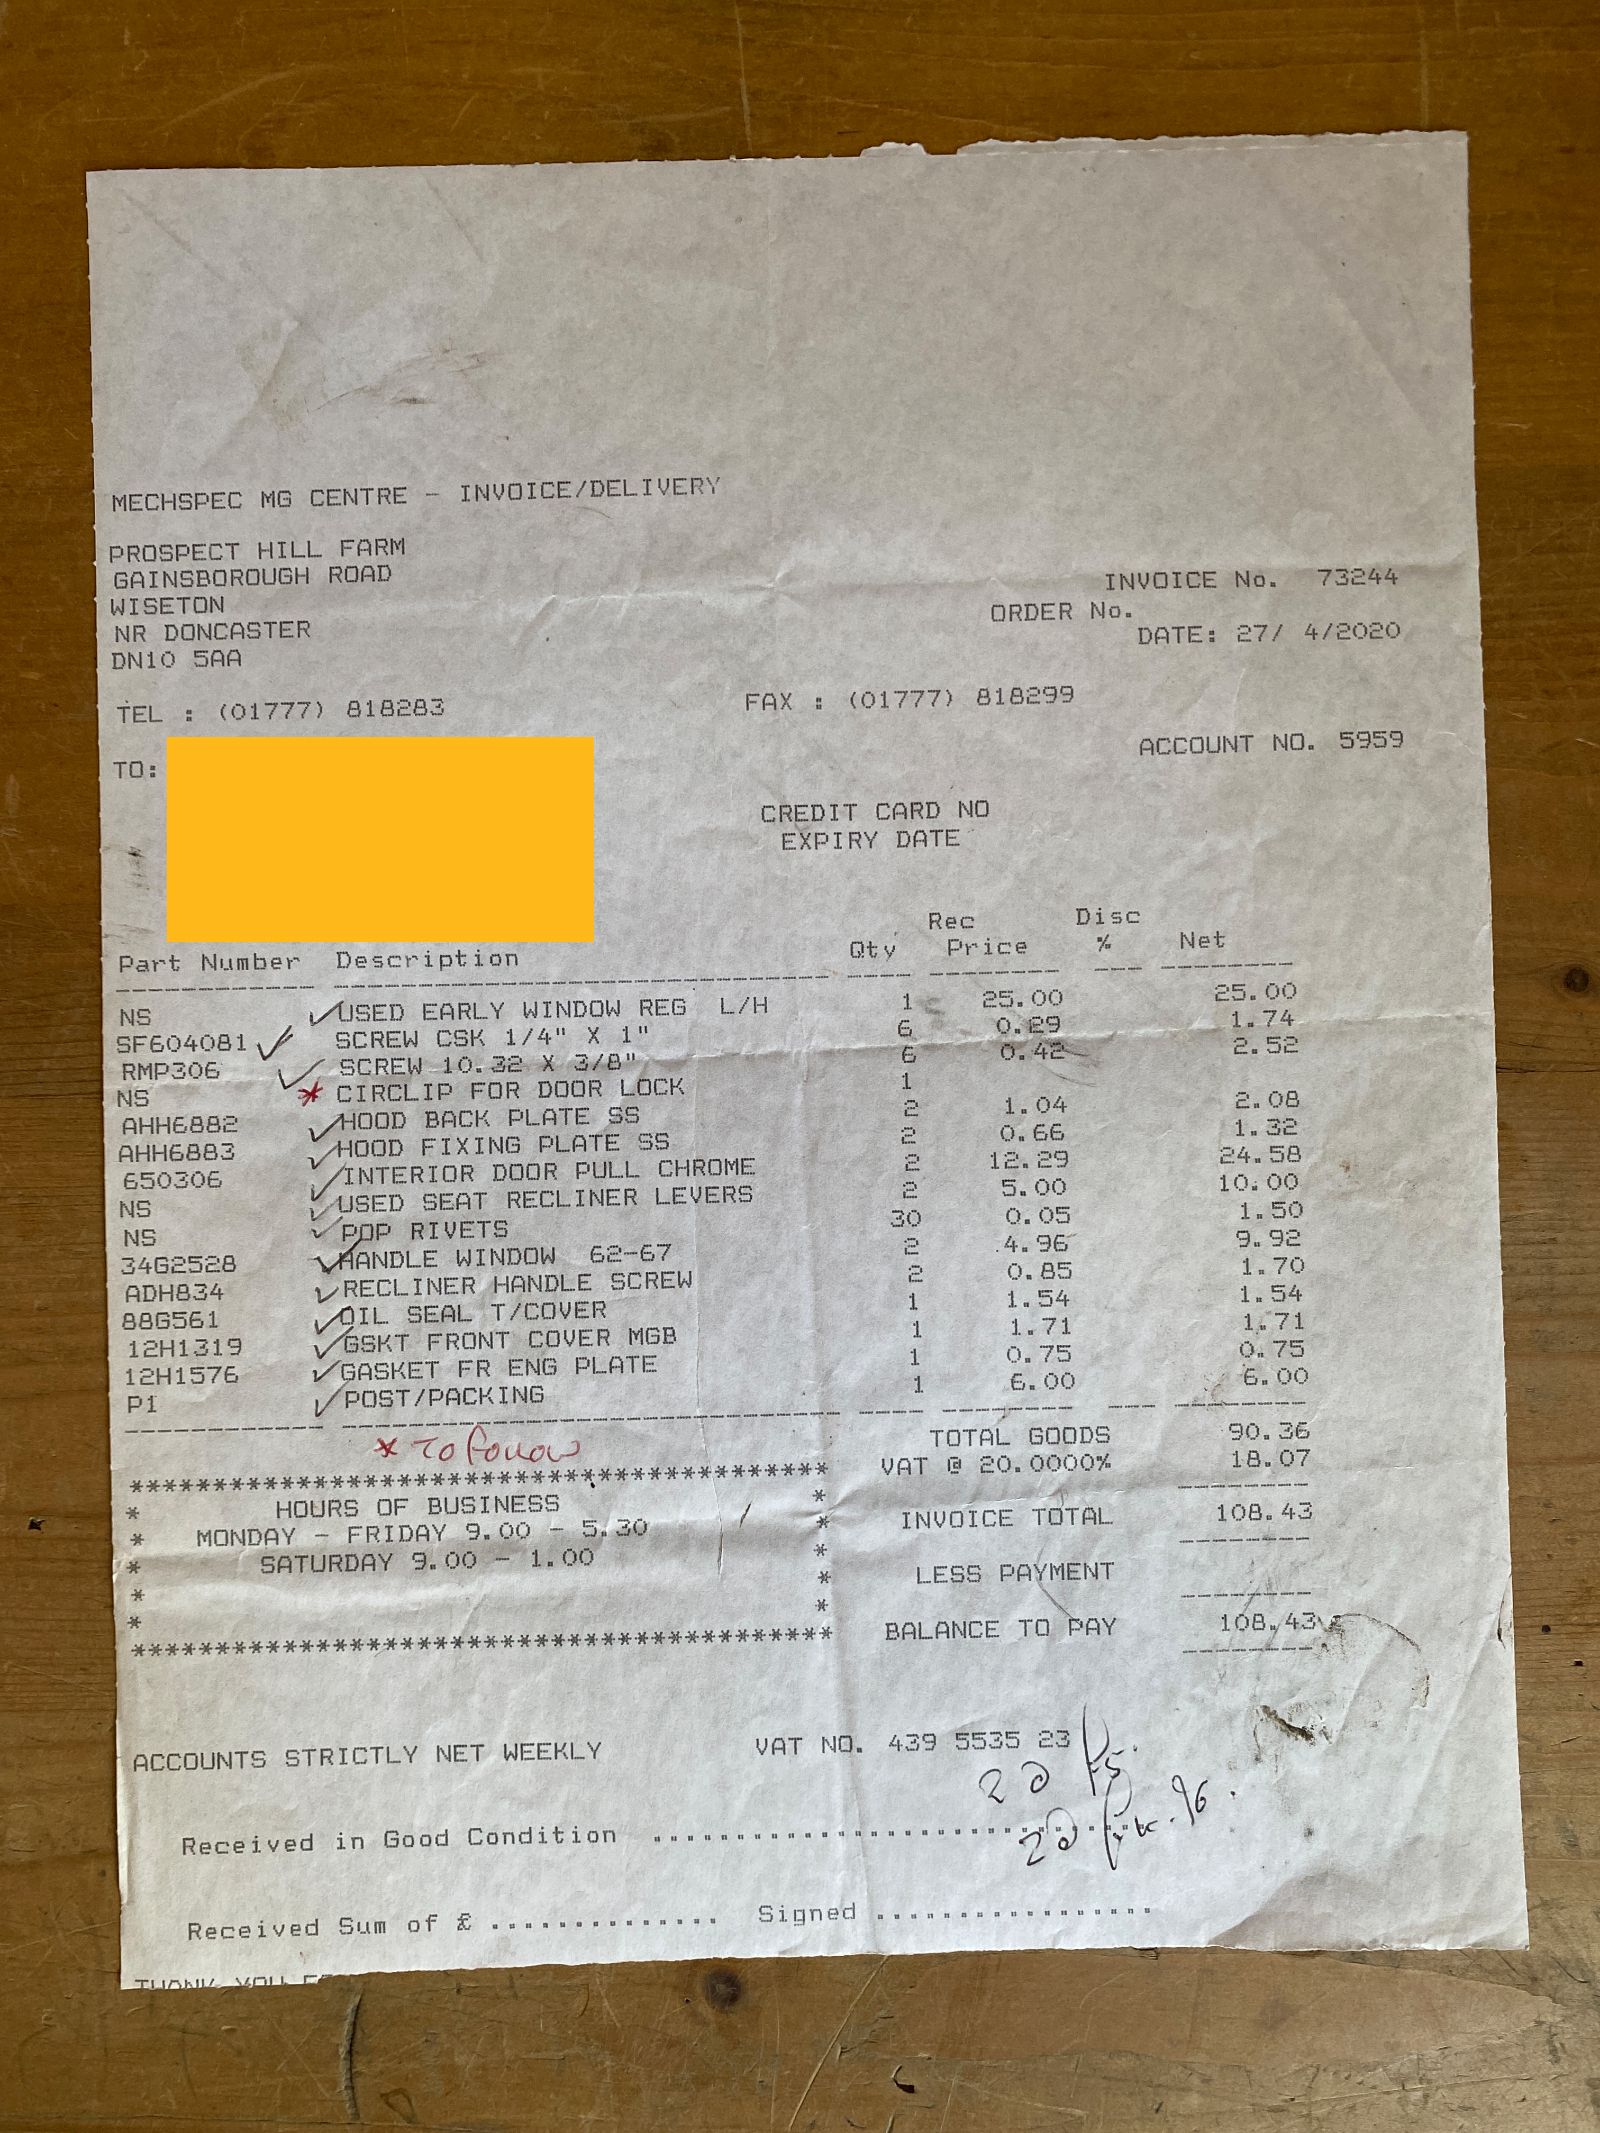 MECHSPEC MG CENTRE - INVOICE/DELIVERY
PROSPECT HILL FARM
GAINSBOROUGH ROAD
WISETON
NR DONCASTER
DN10 5AA
INVOICE No. 73244
ORDER No.
DATE: 27/ 4/2020
TEL : (01777) 818283 FAX : (01777) 818299
ACCOUNT NO. 5959
TO:
CREDIT CARD NO
EXPIRY DATE
Rec Disc
Part Number Description Qty Price % Net
NS USED EARLY WINDOW REG L/H 1 25.00 25.00
SF604081 SCREW CSK 1/4" X 1" 6 0.29 1.74
RMP306 SCREW 10.32 X 3/8" 6 0.42 2.52
NS * CIRCLIP FOR DOOR LOCK 1
AHH6882 HOOD BACK PLATE SS 2 1.04 2.08
AHH6883 HOOD FIXING PLATE SS 2 0.66 1.32
650306 INTERIOR DOOR PULL CHROME 2 12.29 24.58
NS USED SEAT RECLINER LEVERS 2 5.00 10.00
NS POP RIVETS 30 0.05 1.50
34G2528 HANDLE WINDOW 62-67 2 4.96 9.92
ADH834 RECLINER HANDLE SCREW 2 0.85 1.70
88G561 OIL SEAL T/COVER 1 1.54 1.54
12H1319 GSKT FRONT COVER MGB 1 1.71 1.71
12H1576 GASKET FR ENG PLATE 1 0.75 0.75
P1 POST/PACKING 1 6.00 6.00
* To follow
TOTAL GOODS 90.36
VAT @ 20.0000% 18.07
HOURS OF BUSINESS
MONDAY - FRIDAY 9.00 - 5.30
SATURDAY 9.00 - 1.00
INVOICE TOTAL 108.43
LESS PAYMENT
BALANCE TO PAY 108.43
ACCOUNTS STRICTLY NET WEEKLY VAT NO. 439 5535 23
Received in Good Condition ..............................
Received Sum of £ .............. Signed .................
THANK YOU